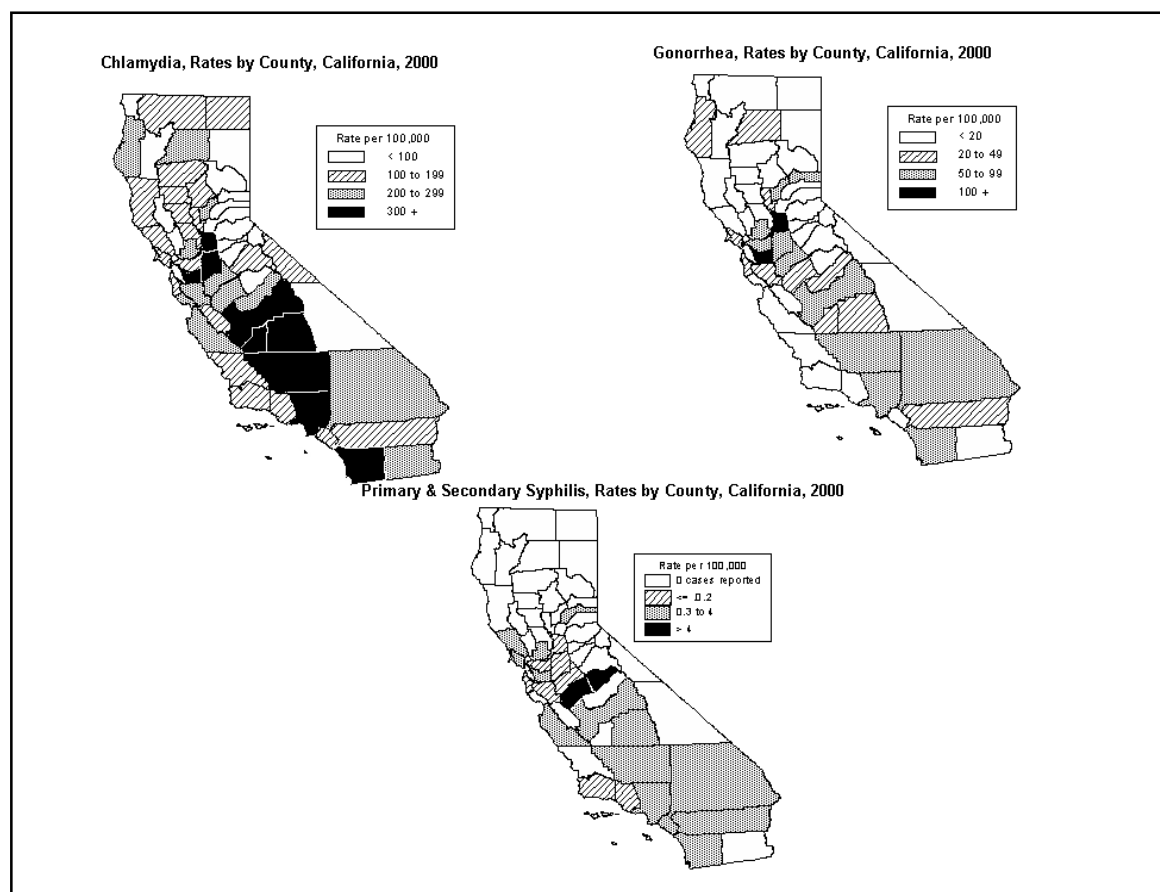 Chlamydia, Rates by County, California, 2000
Rate per 100,000
< 100
100 to 199
200 to 299
300 +
Gonorrhea, Rates by County, California, 2000
Rate per 100,000
< 20
20 to 49
50 to 99
100 +
Primary & Secondary Syphilis, Rates by County, California, 2000
Rate per 100,000
0 cases reported
<= 0.2
0.3 to 4
> 4